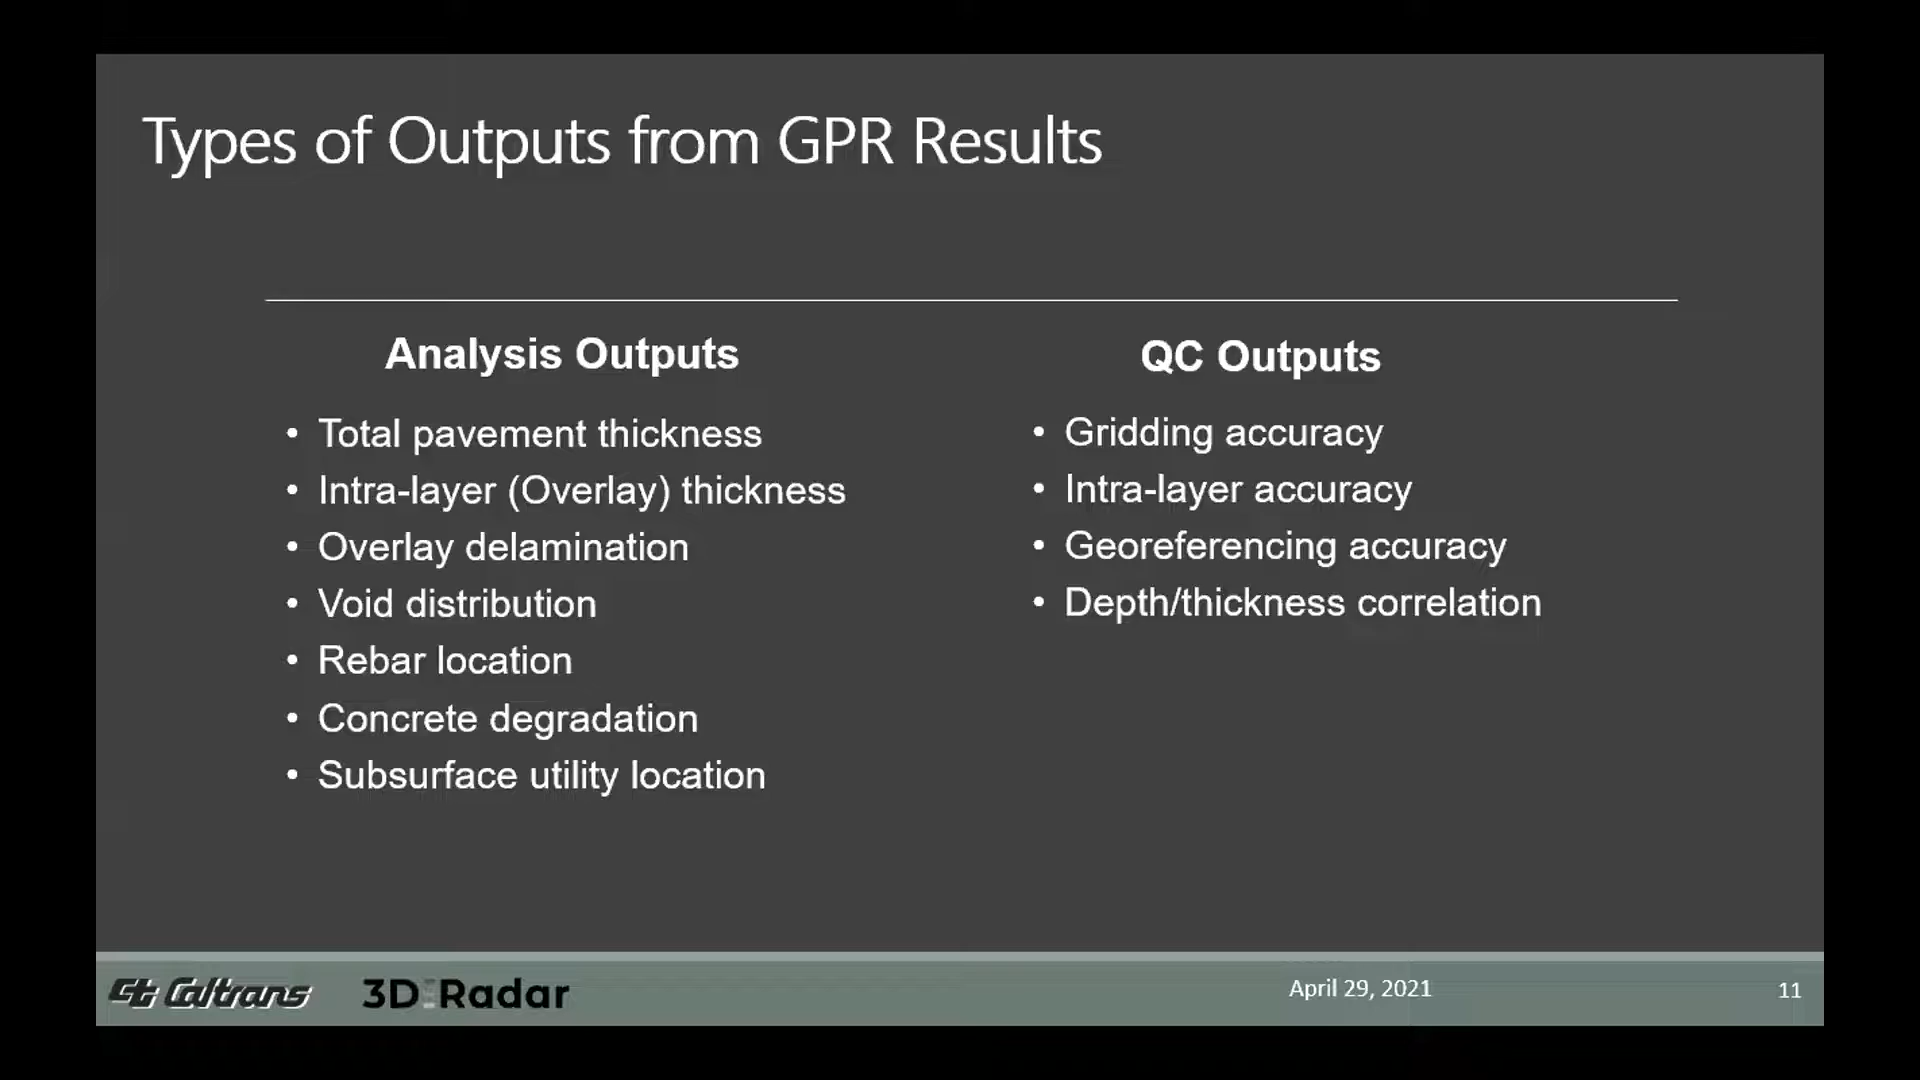 Types of Outputs from GPR Results
Analysis Outputs
• Total pavement thickness
• Intra-layer (Overlay) thickness
• Overlay delamination
• Void distribution
• Rebar location
• Concrete degradation
• Subsurface utility location
QC Outputs
• Gridding accuracy
• Intra-layer accuracy
• Georeferencing accuracy
• Depth/thickness correlation
Ct Caltrans
3D Radar
April 29, 2021
11